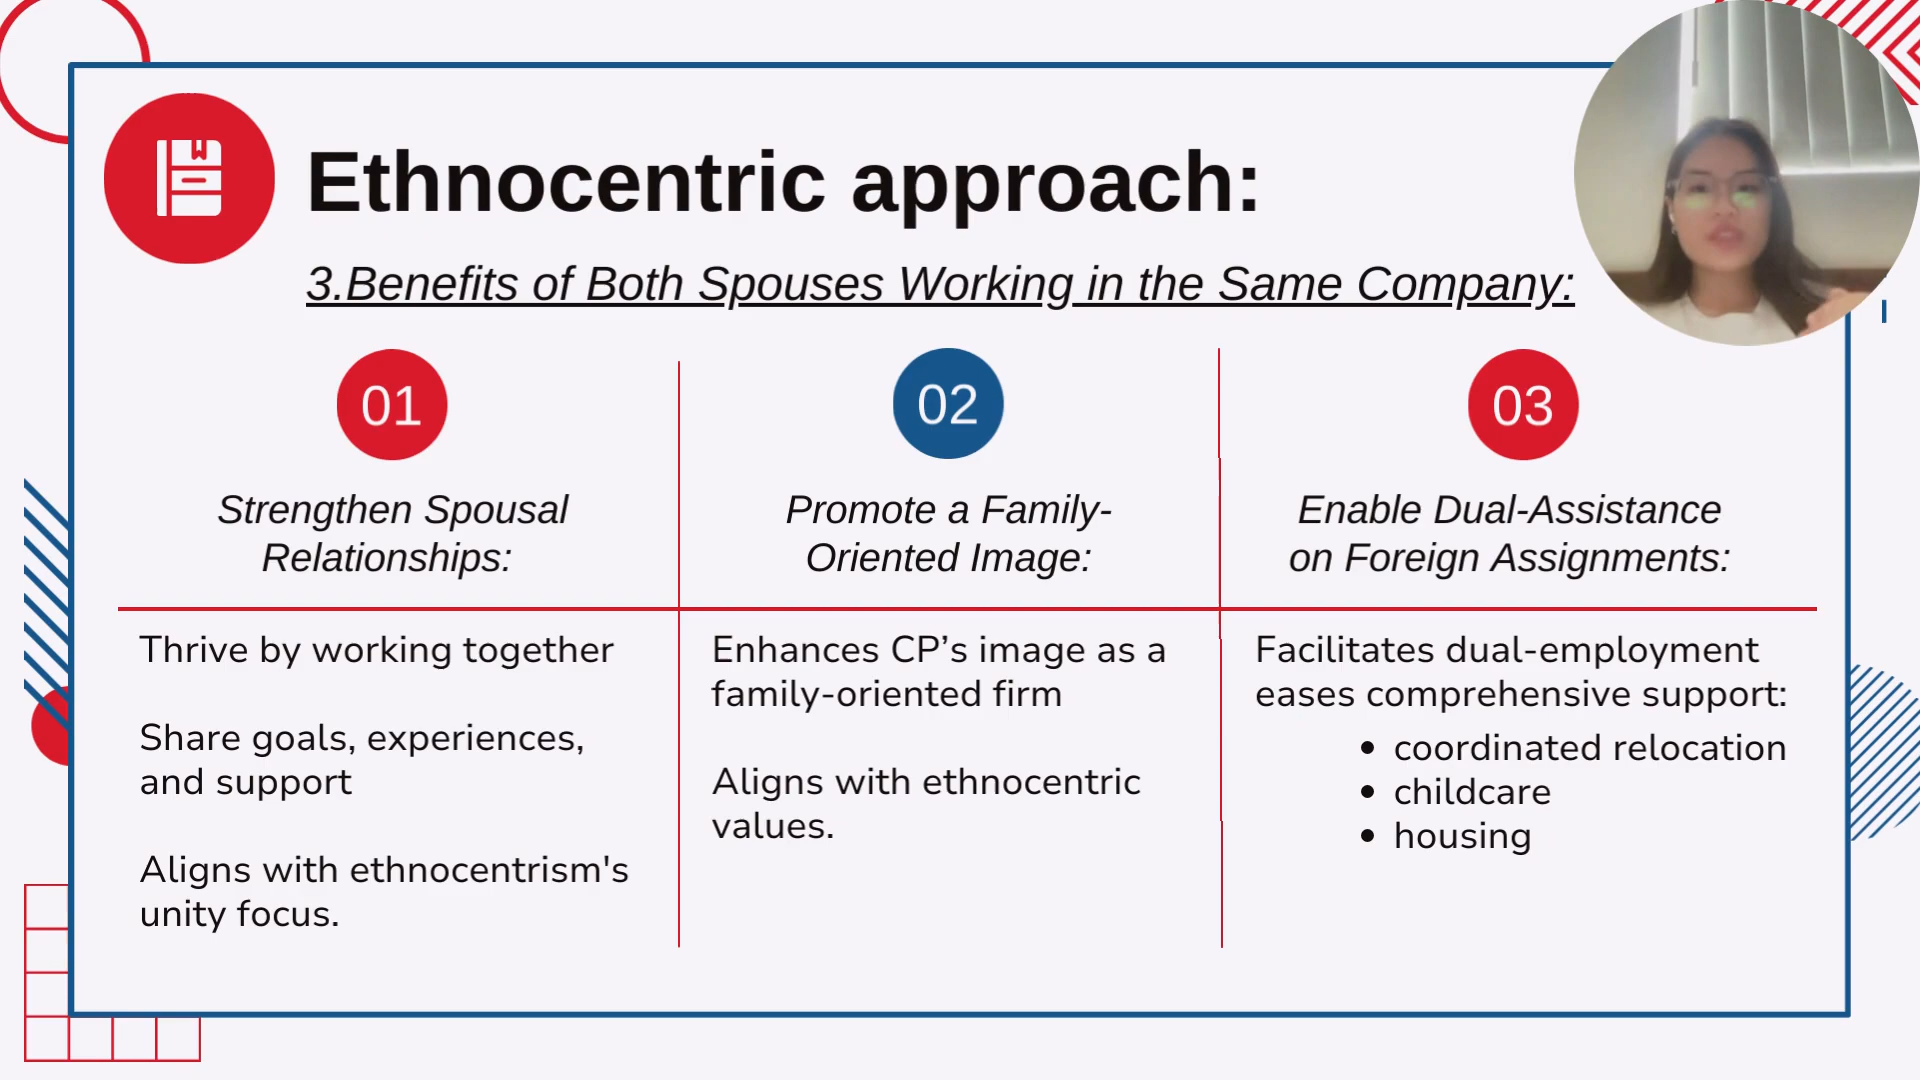 Ethnocentric approach:
3.Benefits of Both Spouses Working in the Same Company:
01
Strengthen Spousal
Relationships:
Thrive by working together
Share goals, experiences,
and support
Aligns with ethnocentrism's
unity focus.
02
Promote a Family-
Oriented Image:
Enhances CP’s image as a
family-oriented firm
Aligns with ethnocentric
values.
03
Enable Dual-Assistance
on Foreign Assignments:
Facilitates dual-employment
eases comprehensive support:
• coordinated relocation
• childcare
• housing